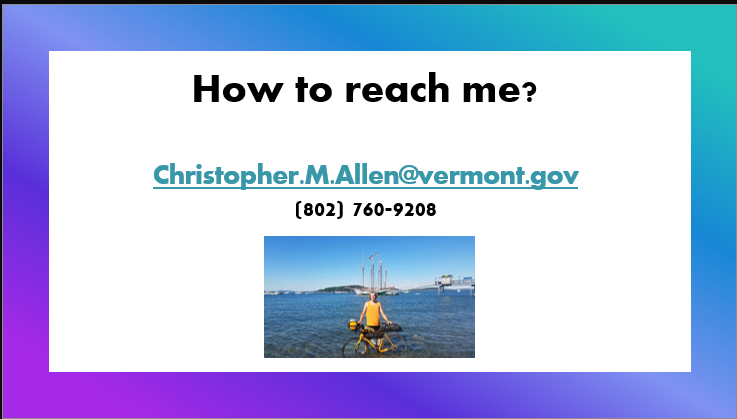 How to reach me?
Christopher.M.Allen@vermont.gov
(802) 760-9208